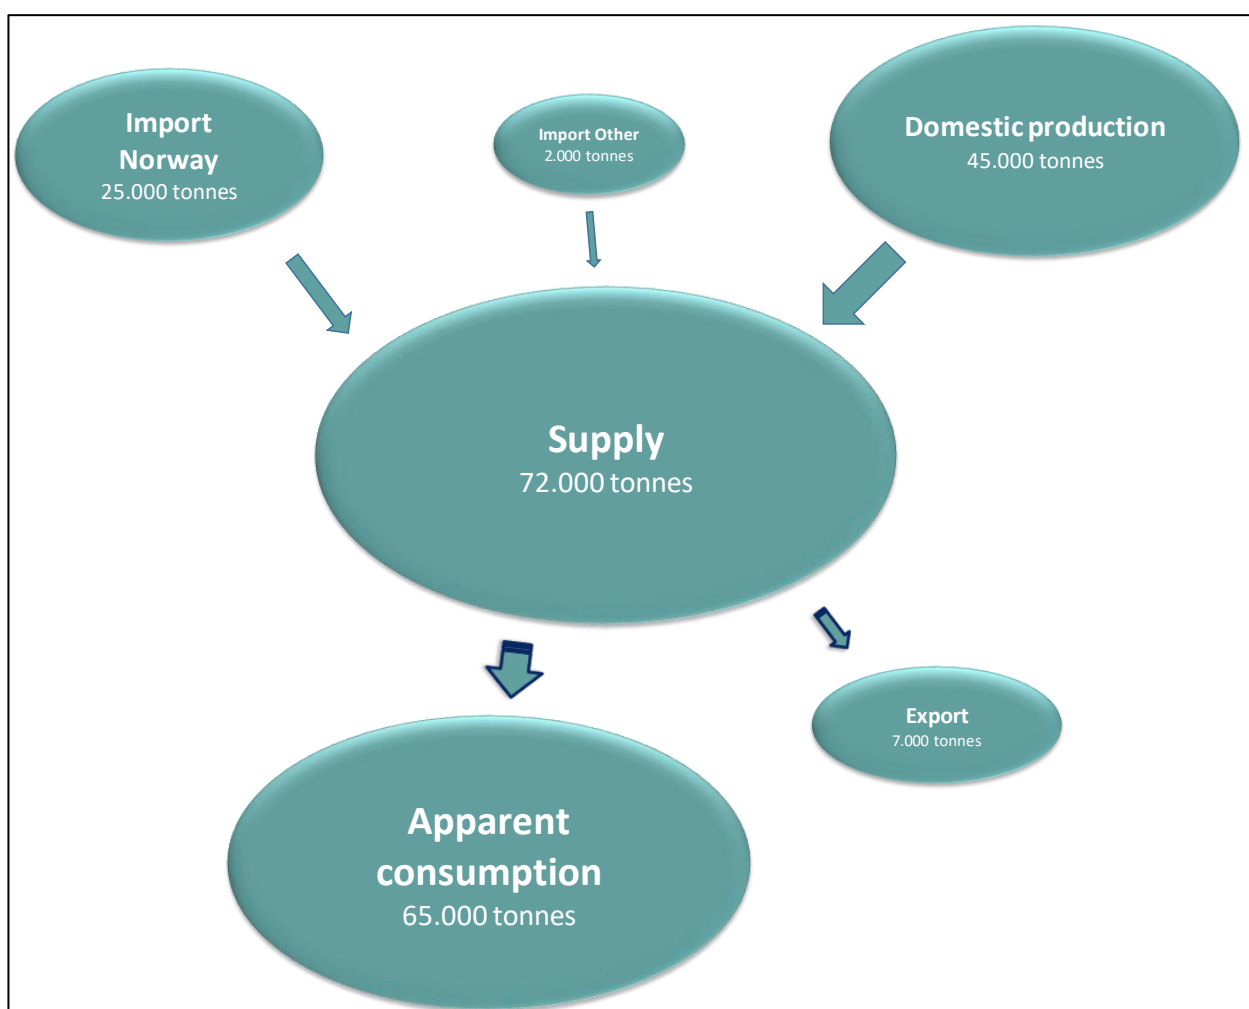 Import
Norway
25.000 tonnes
Import Other
2.000 tonnes
Domestic production
45.000 tonnes
Supply
72.000 tonnes
Export
7.000 tonnes
Apparent
consumption
65.000 tonnes